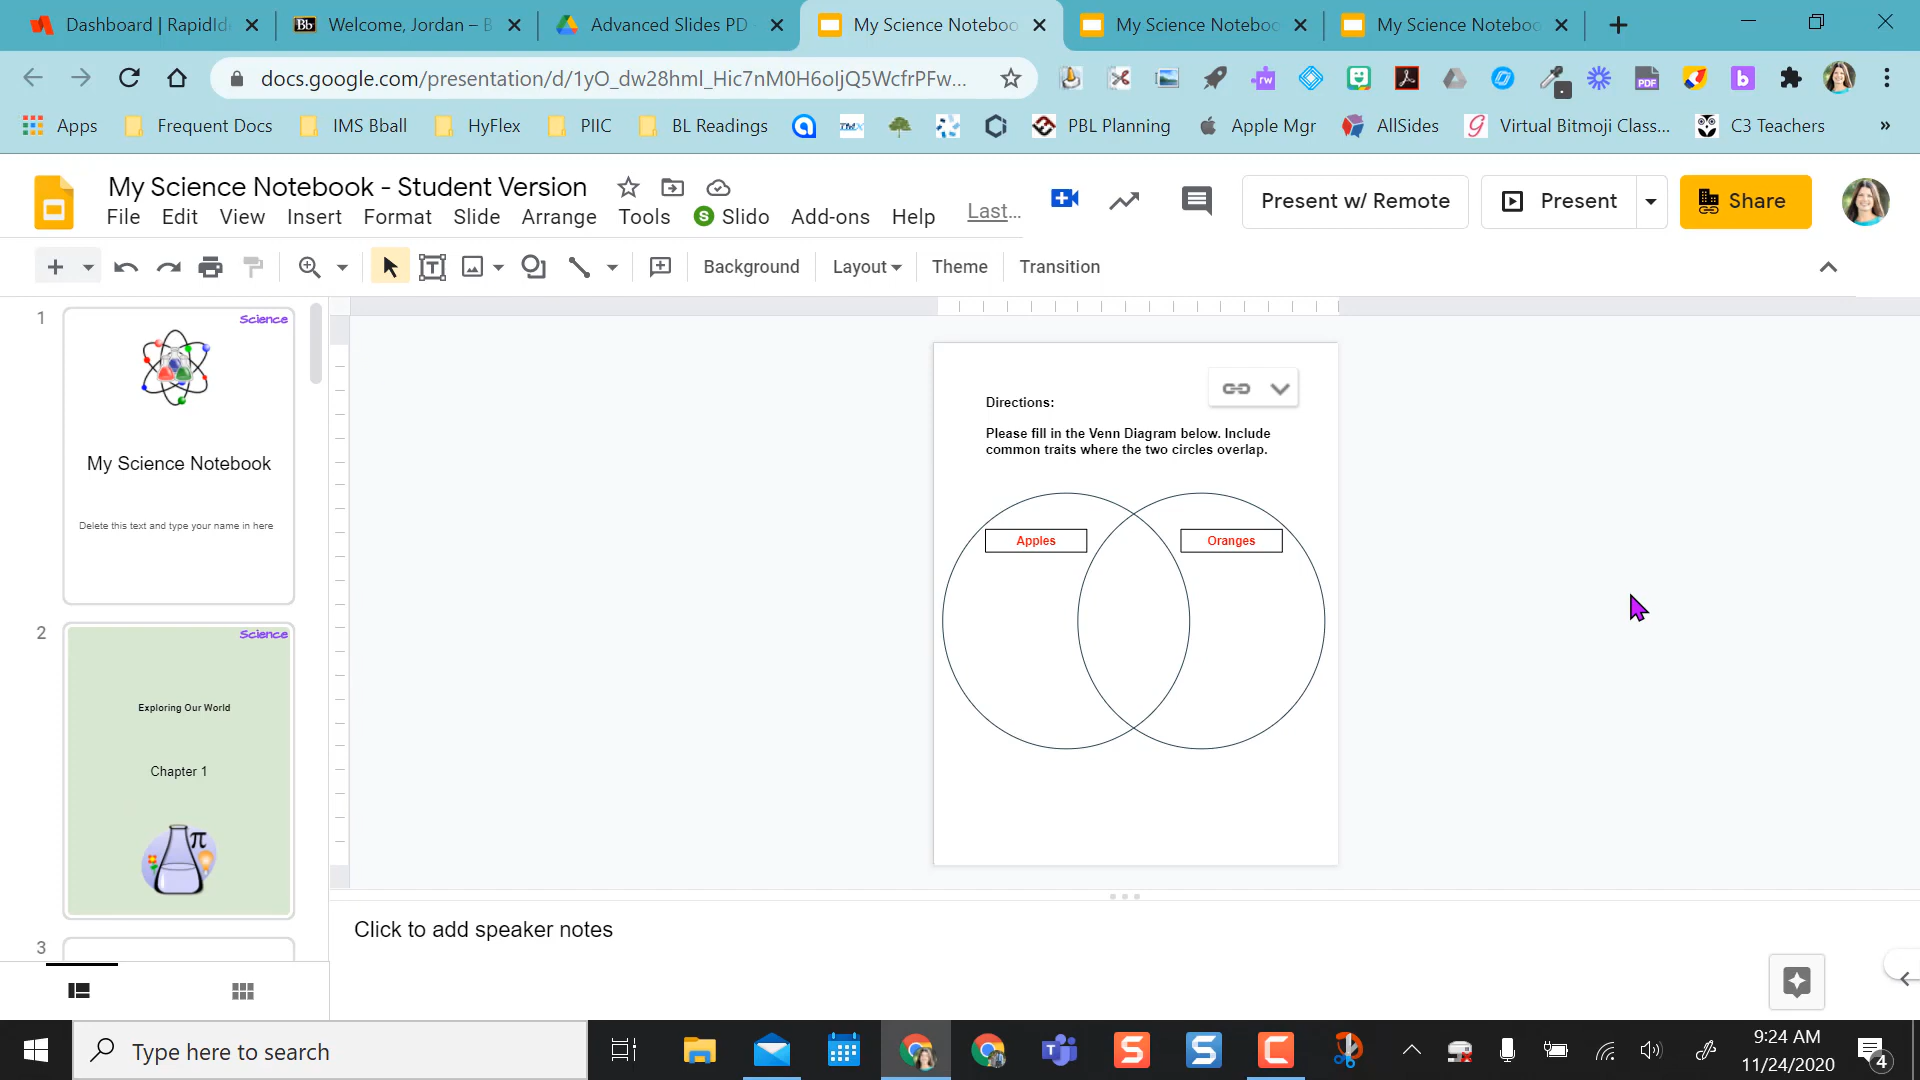 Dashboard | RapidIde
Bb
Welcome, Jordan – B
Advanced Slides PD
My Science Noteboo
My Science Noteboo
My Science Noteboo
docs.google.com/presentation/d/1yO_dw28hml_Hic7nM0H6oIjQ5WcfrPFw...
rw
PDF
b
Apps
Frequent Docs
IMS Bball
HyFlex
PIIC
BL Readings
PBL Planning
Apple Mgr
AllSides
Virtual Bitmoji Class...
C3 Teachers
»
My Science Notebook - Student Version
File
Edit
View
Insert
Format
Slide
Arrange
Tools
S
Slido
Add-ons
Help
Last...
Present w/ Remote
Present
Share
Background
Layout
Theme
Transition
1
Science
My Science Notebook
Delete this text and type your name in here
2
Science
Exploring Our World
Chapter 1
π
3
Directions:
Please fill in the Venn Diagram below. Include
common traits where the two circles overlap.
Apples
Oranges
Click to add speaker notes
Type here to search
T
S
S
C
9:24 AM
11/24/2020
4